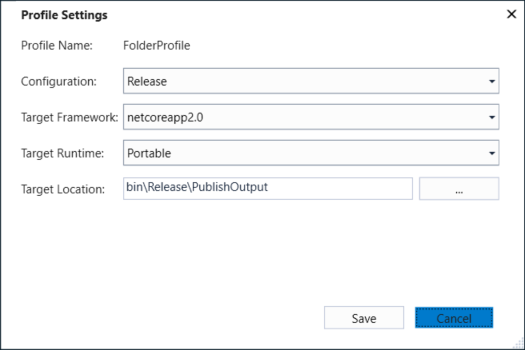 Profile Settings
Profile Name: FolderProfile
Configuration: Release
Target Framework: netcoreapp2.0
Target Runtime: Portable
Target Location: bin\Release\PublishOutput ...
Save Cancel